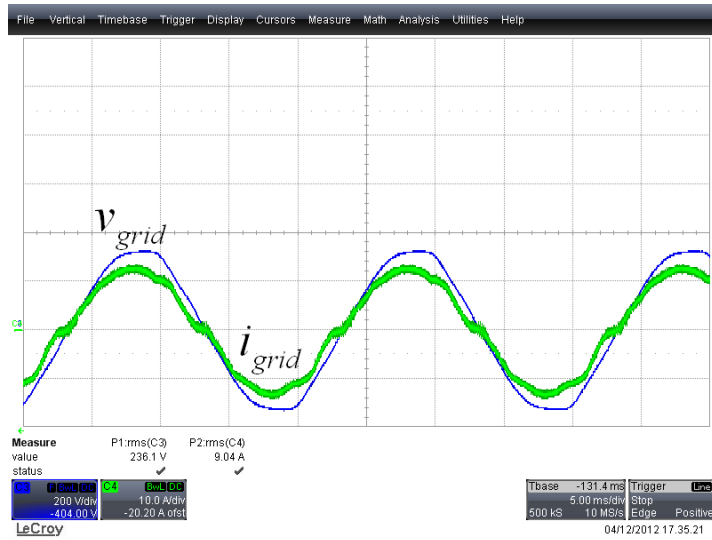 File Vertical Timebase Trigger Display Cursors Measure Math Analysis Utilities Help
v grid
i grid
Measure P1:rms(C3) P2:rms(C4)
value 236.1 V 9.04 A
status
C4 BwL DC
200 V/div
-404.00 V
10.0 A/div
-20.20 A ofst
Tbase -131.4 ms
5.00 ms/div
500 kS 10 MS/s
Trigger Line
Stop
Edge Positive
LeCroy
04/12/2012 17.35.21